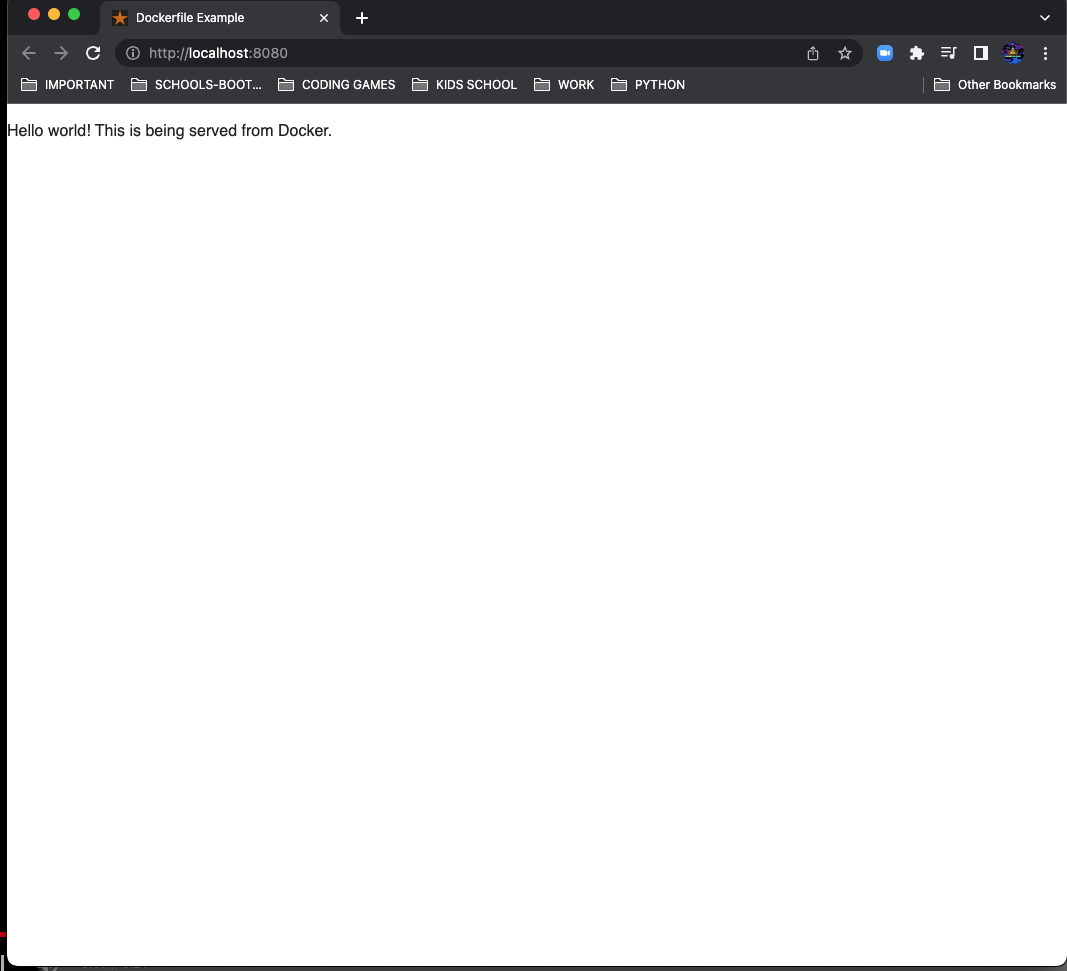 Dockerfile Example
http://localhost:8080
IMPORTANT SCHOOLS-BOOT... CODING GAMES KIDS SCHOOL WORK PYTHON Other Bookmarks
Hello world! This is being served from Docker.